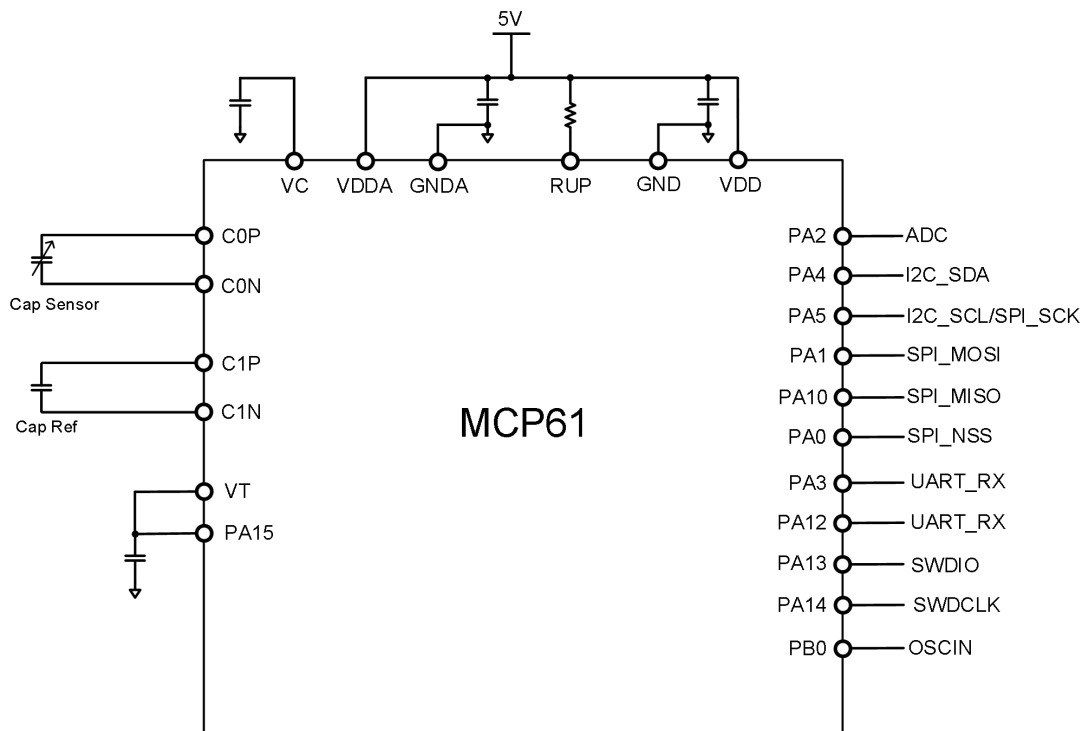 5V
VC
VDDA
GNDA
RUP
GND
VDD
C0P
C0N
Cap Sensor
C1P
C1N
Cap Ref
VT
PA15
MCP61
PA2 ADC
PA4 I2C_SDA
PA5 I2C_SCL/SPI_SCK
PA1 SPI_MOSI
PA10 SPI_MISO
PA0 SPI_NSS
PA3 UART_RX
PA12 UART_RX
PA13 SWDIO
PA14 SWDCLK
PB0 OSCIN